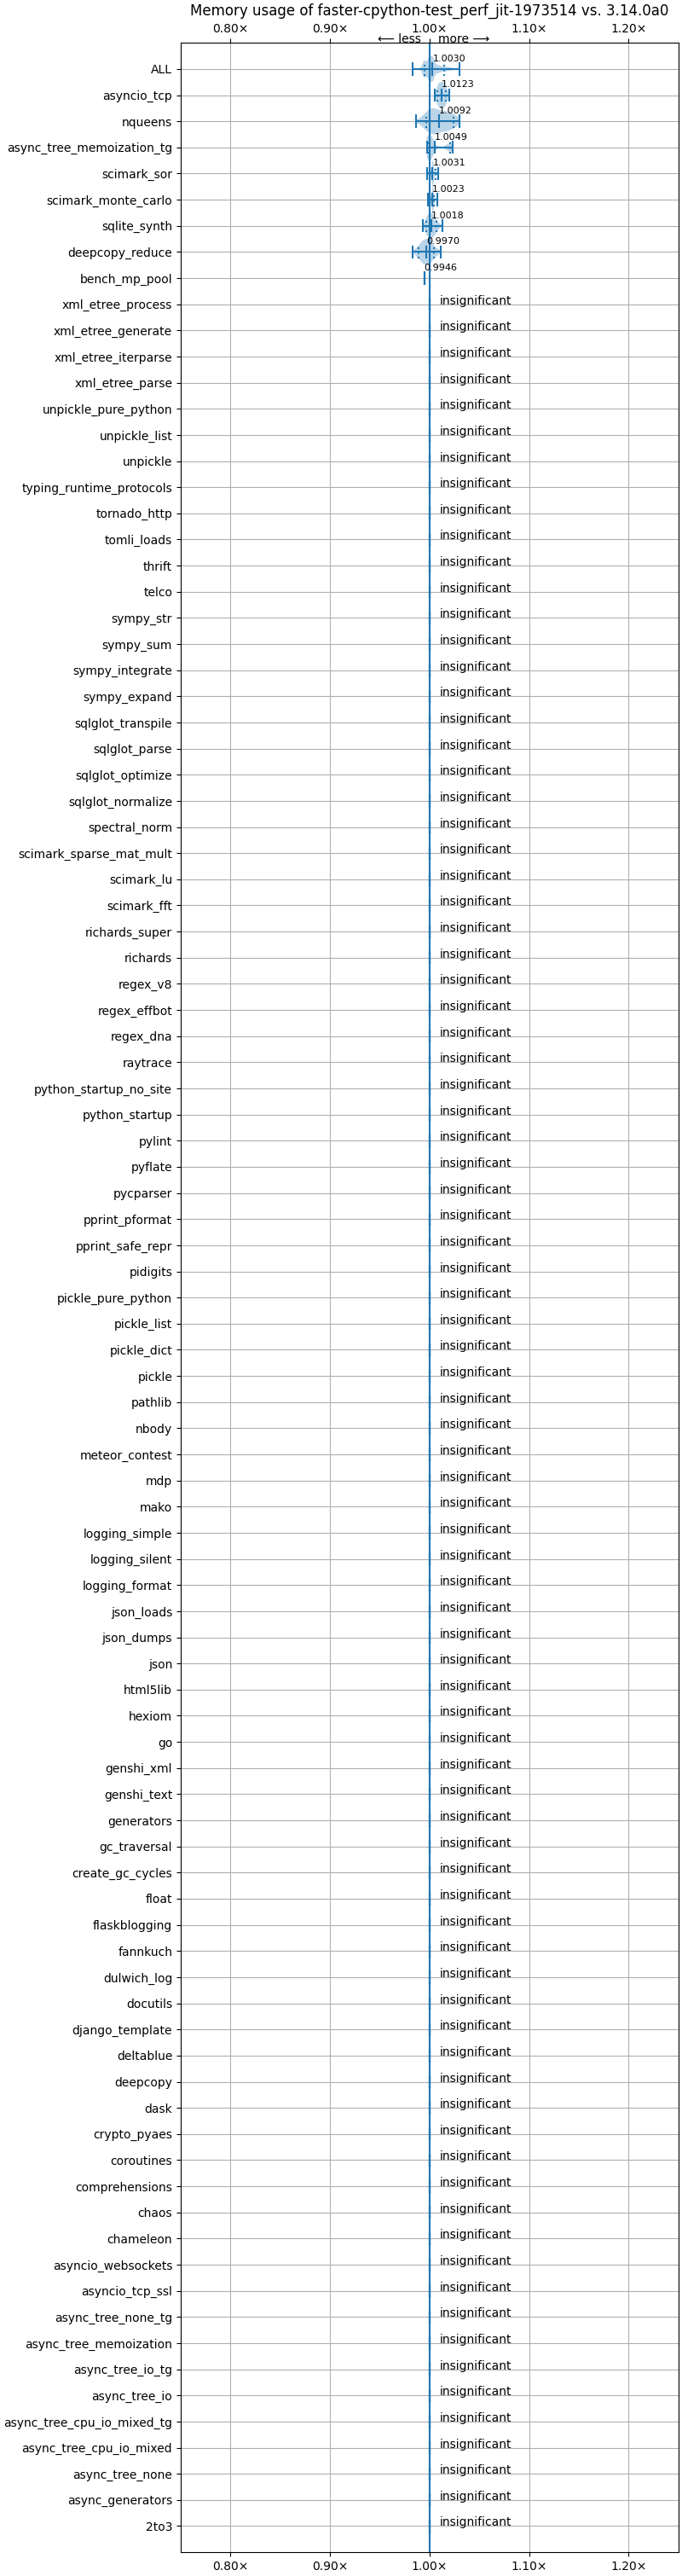 Memory usage of faster-cpython-test_perf_jit-1973514 vs. 3.14.0a0
0.80× 0.90× 1.00× 1.10× 1.20×
⟵ less more ⟶
ALL 1.0030
asyncio_tcp 1.0123
nqueens 1.0092
async_tree_memoization_tg 1.0049
scimark_sor 1.0031
scimark_monte_carlo 1.0023
sqlite_synth 1.0018
deepcopy_reduce 0.9970
bench_mp_pool 0.9946
xml_etree_process insignificant
xml_etree_generate insignificant
xml_etree_iterparse insignificant
xml_etree_parse insignificant
unpickle_pure_python insignificant
unpickle_list insignificant
unpickle insignificant
typing_runtime_protocols insignificant
tornado_http insignificant
tomli_loads insignificant
thrift insignificant
telco insignificant
sympy_str insignificant
sympy_sum insignificant
sympy_integrate insignificant
sympy_expand insignificant
sqlglot_transpile insignificant
sqlglot_parse insignificant
sqlglot_optimize insignificant
sqlglot_normalize insignificant
spectral_norm insignificant
scimark_sparse_mat_mult insignificant
scimark_lu insignificant
scimark_fft insignificant
richards_super insignificant
richards insignificant
regex_v8 insignificant
regex_effbot insignificant
regex_dna insignificant
raytrace insignificant
python_startup_no_site insignificant
python_startup insignificant
pylint insignificant
pyflate insignificant
pycparser insignificant
pprint_pformat insignificant
pprint_safe_repr insignificant
pidigits insignificant
pickle_pure_python insignificant
pickle_list insignificant
pickle_dict insignificant
pickle insignificant
pathlib insignificant
nbody insignificant
meteor_contest insignificant
mdp insignificant
mako insignificant
logging_simple insignificant
logging_silent insignificant
logging_format insignificant
json_loads insignificant
json_dumps insignificant
json insignificant
html5lib insignificant
hexiom insignificant
go insignificant
genshi_xml insignificant
genshi_text insignificant
generators insignificant
gc_traversal insignificant
create_gc_cycles insignificant
float insignificant
flaskblogging insignificant
fannkuch insignificant
dulwich_log insignificant
docutils insignificant
django_template insignificant
deltablue insignificant
deepcopy insignificant
dask insignificant
crypto_pyaes insignificant
coroutines insignificant
comprehensions insignificant
chaos insignificant
chameleon insignificant
asyncio_websockets insignificant
asyncio_tcp_ssl insignificant
async_tree_none_tg insignificant
async_tree_memoization insignificant
async_tree_io_tg insignificant
async_tree_io insignificant
async_tree_cpu_io_mixed_tg insignificant
async_tree_cpu_io_mixed insignificant
async_tree_none insignificant
async_generators insignificant
2to3 insignificant
0.80× 0.90× 1.00× 1.10× 1.20×